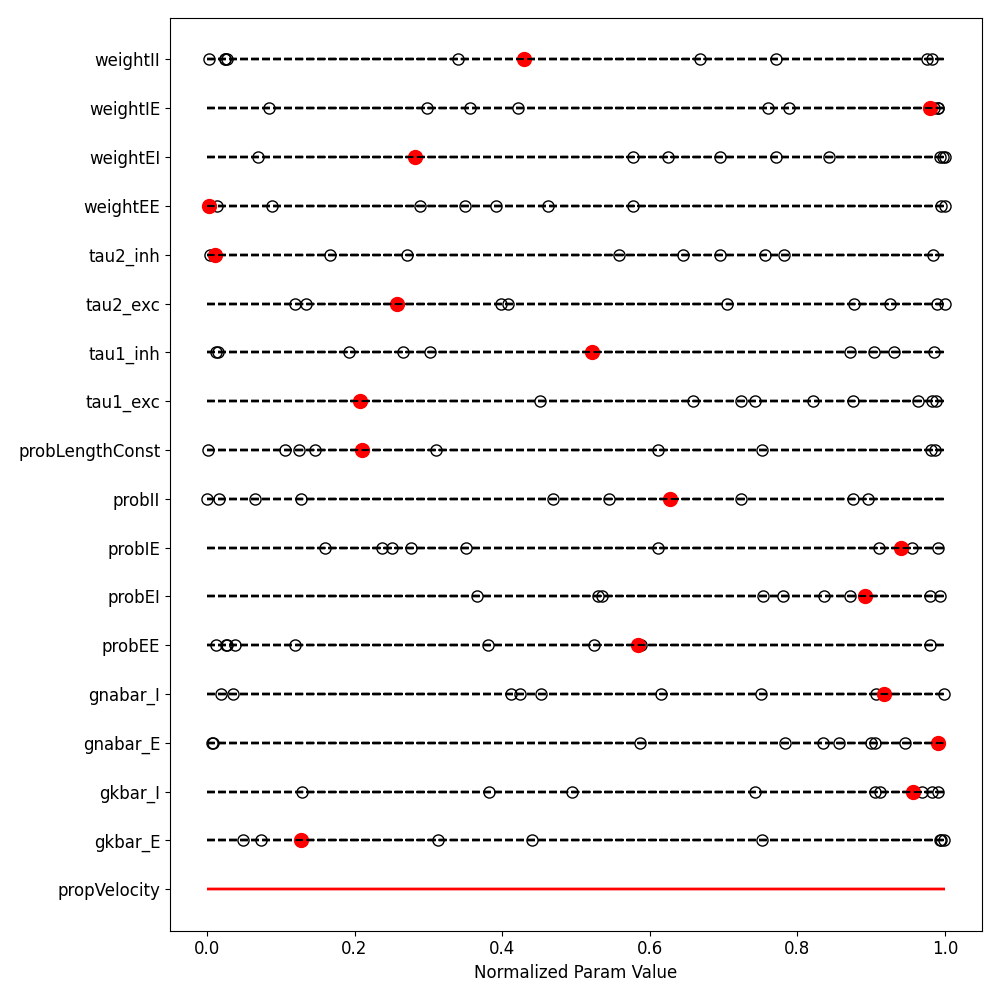 weightII
weightIE
weightEI
weightEE
tau2_inh
tau2_exc
tau1_inh
tau1_exc
probLengthConst
probII
probIE
probEI
probEE
gnabar_I
gnabar_E
gkbar_I
gkbar_E
propVelocity
0.0 0.2 0.4 0.6 0.8 1.0
Normalized Param Value